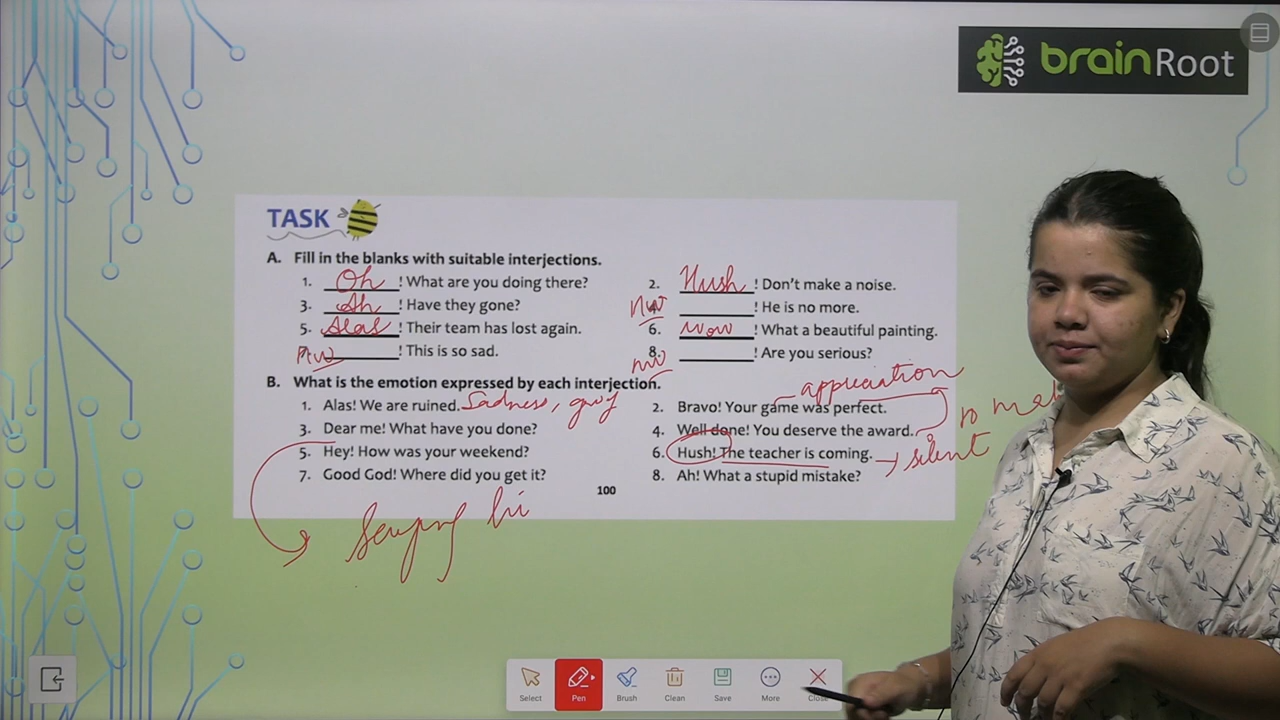 brainRoot
TASK
A. Fill in the blanks with suitable interjections.
1. Oh ! What are you doing there?
2. Hush ! Don't make a noise.
3. Ah ! Have they gone?
4. ! He is no more.
5. Alas ! Their team has lost again.
6. wow ! What a beautiful painting.
7. ! This is so sad.
8. ! Are you serious?
B. What is the emotion expressed by each interjection.
1. Alas! We are ruined. Sadness,
2. Bravo! Your game was perfect. appreciation
3. Dear me! What have you done?
4. Well done! You deserve the award.
5. Hey! How was your weekend?
6. Hush! The teacher is coming. silent
7. Good God! Where did you get it?
8. Ah! What a stupid mistake?
100
hi
Select Pen Brush Clean Save More Close